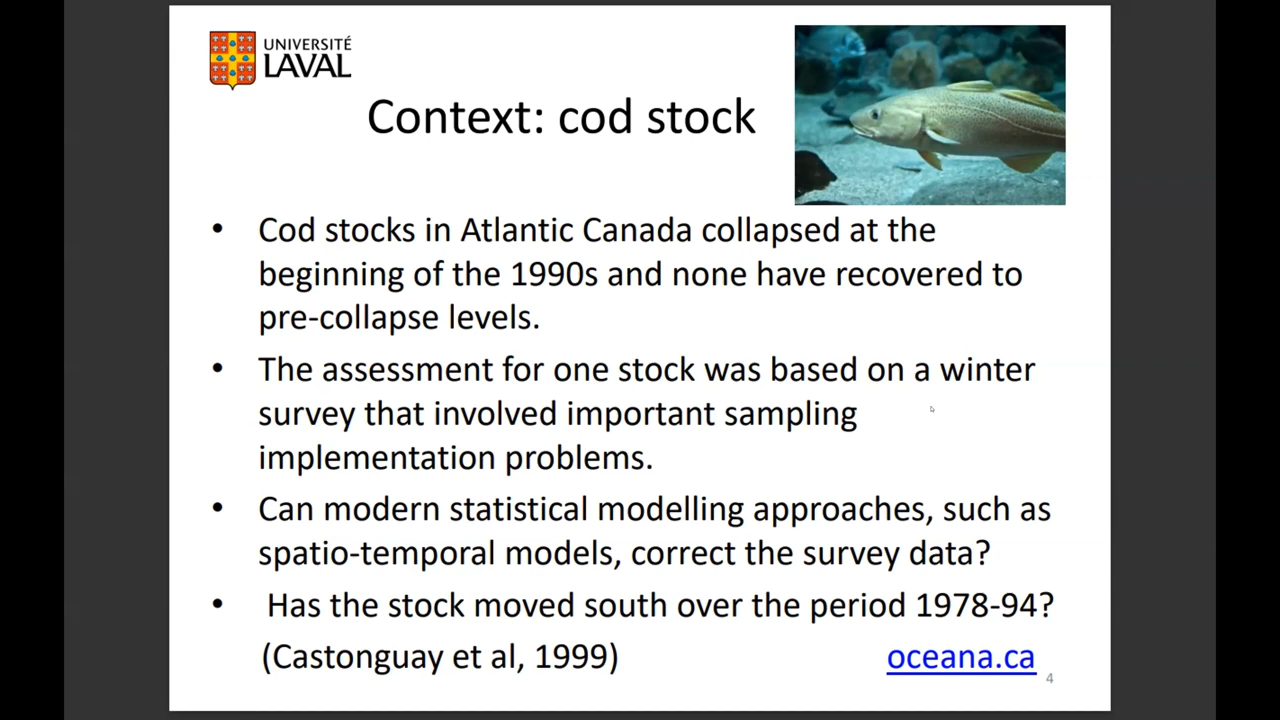 UNIVERSITÉ
LAVAL
Context: cod stock
• Cod stocks in Atlantic Canada collapsed at the
beginning of the 1990s and none have recovered to
pre-collapse levels.
• The assessment for one stock was based on a winter
survey that involved important sampling
implementation problems.
• Can modern statistical modelling approaches, such as
spatio-temporal models, correct the survey data?
• Has the stock moved south over the period 1978-94?
(Castonguay et al, 1999) oceana.ca
4